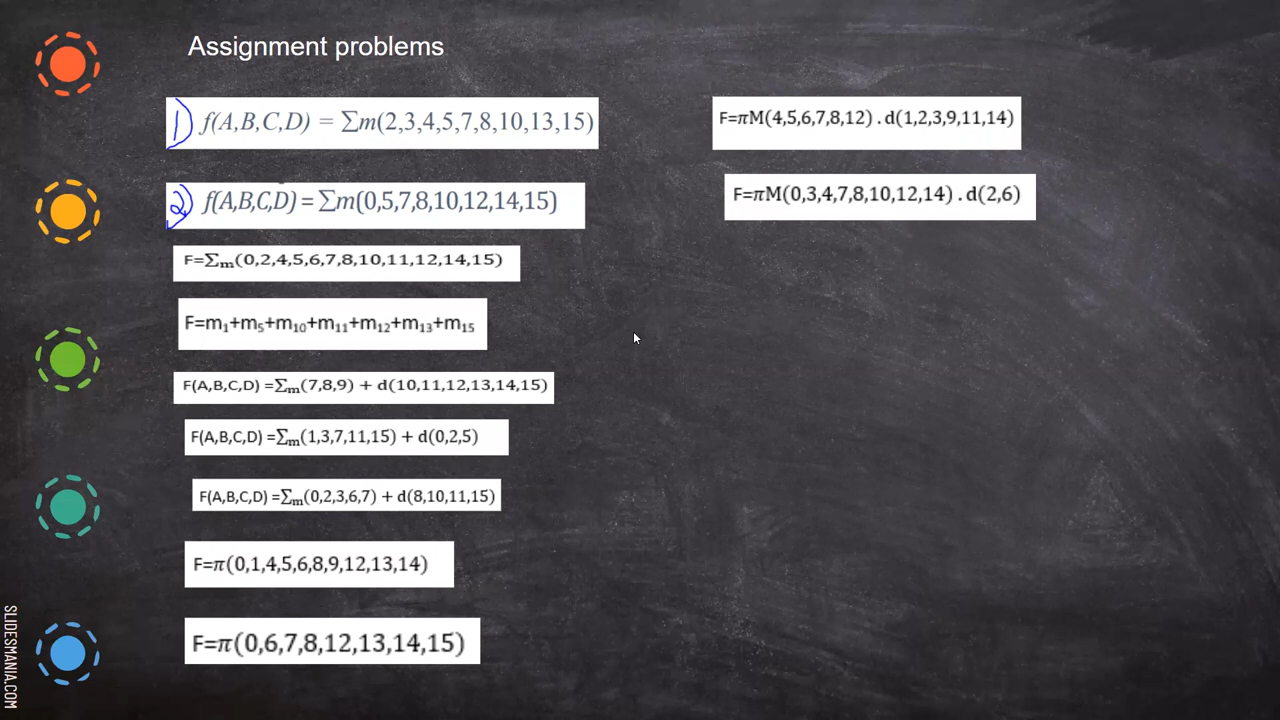 Assignment problems
1) f(A,B,C,D) = ∑m(2,3,4,5,7,8,10,13,15)
2) f(A,B,C,D) = ∑m(0,5,7,8,10,12,14,15)
F=∑m(0,2,4,5,6,7,8,10,11,12,14,15)
F=m₁+m₅+m₁₀+m₁₁+m₁₂+m₁₃+m₁₅
F(A,B,C,D) =∑m(7,8,9) + d(10,11,12,13,14,15)
F(A,B,C,D) =∑m(1,3,7,11,15) + d(0,2,5)
F(A,B,C,D) =∑m(0,2,3,6,7) + d(8,10,11,15)
F=π(0,1,4,5,6,8,9,12,13,14)
F=π(0,6,7,8,12,13,14,15)
F=πM(4,5,6,7,8,12) . d(1,2,3,9,11,14)
F=πM(0,3,4,7,8,10,12,14) . d(2,6)
SLIDESMANIA.COM